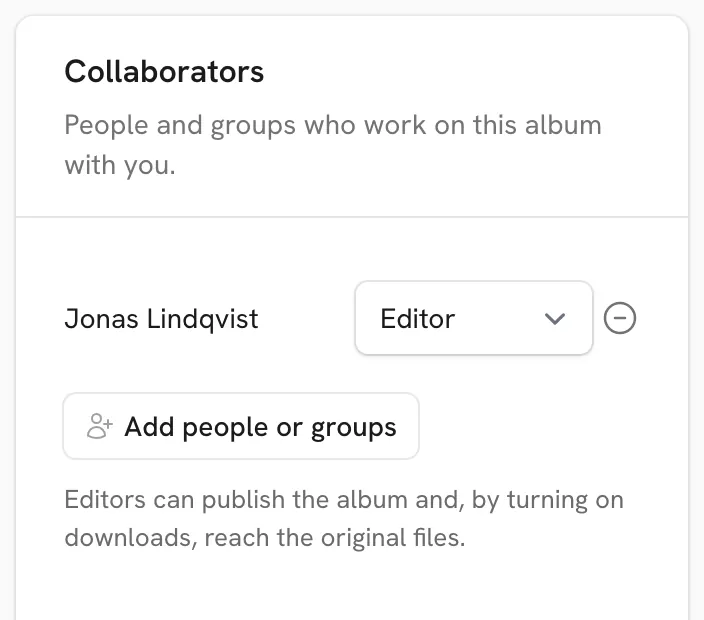 Collaborators
People and groups who work on this album
with you.
Jonas Lindqvist
Editor
Add people or groups
Editors can publish the album and, by turning on
downloads, reach the original files.